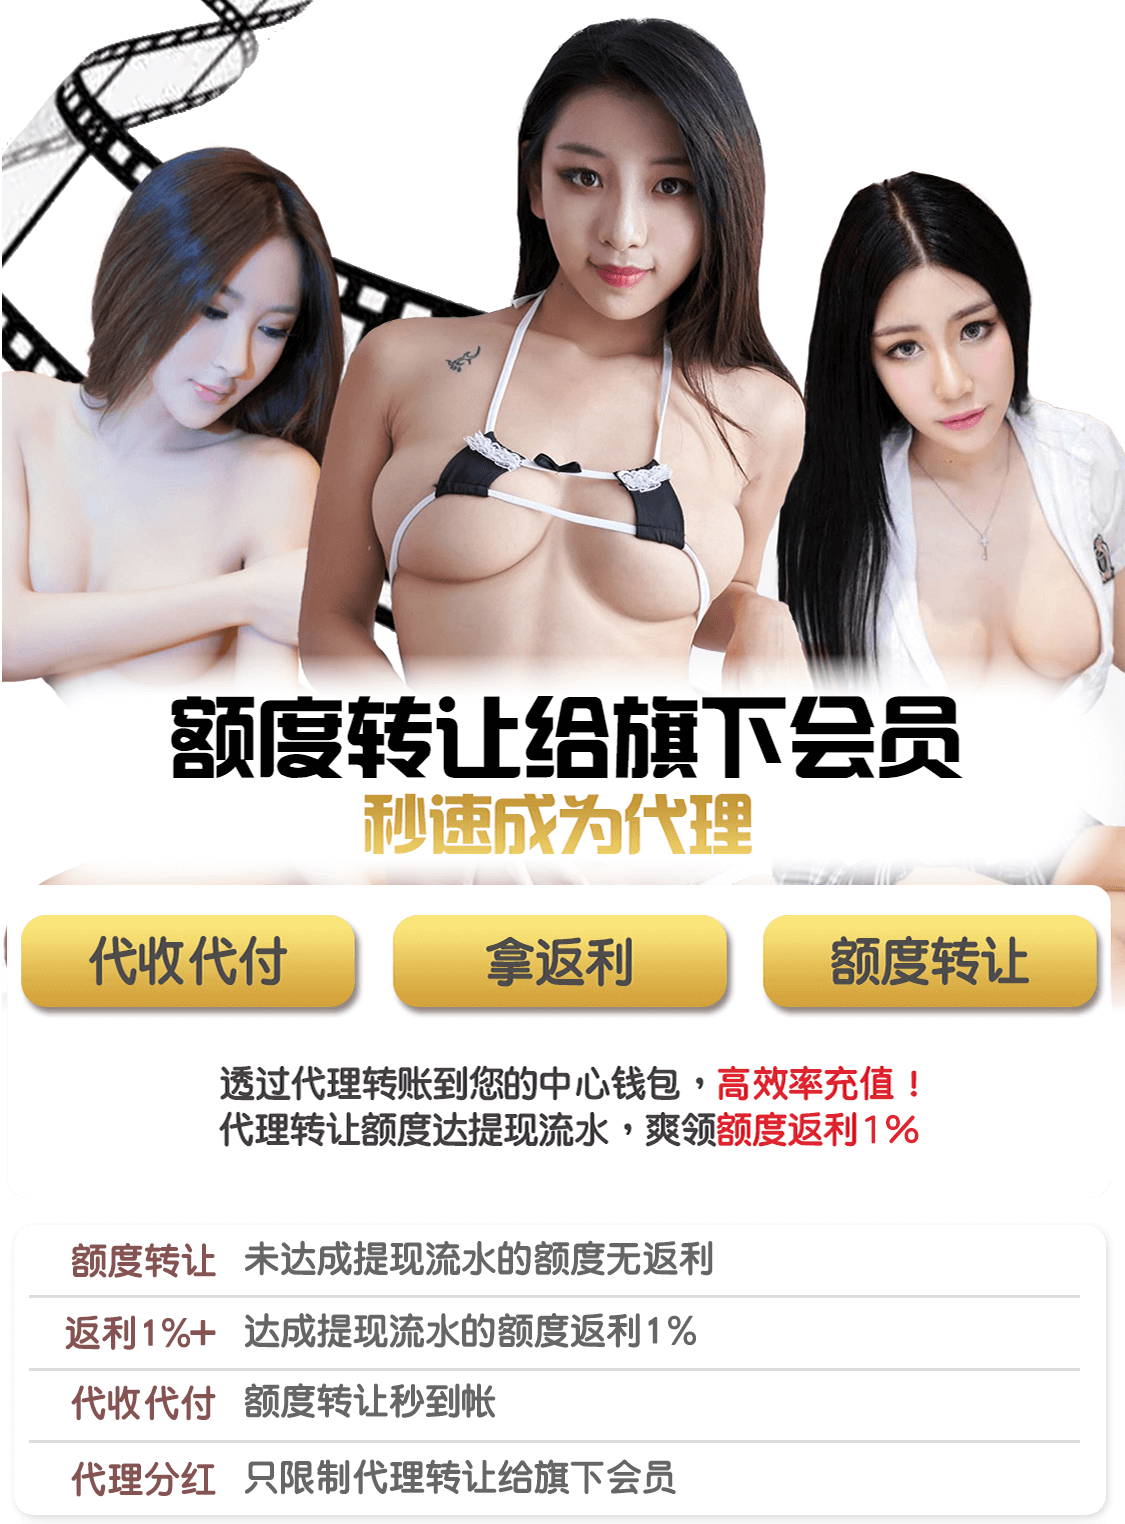 额度转让给旗下会员
秒速成为代理
代收代付
拿返利
额度转让
透过代理转账到您的中心钱包，高效率充值！
代理转让额度达提现流水，爽领额度返利1%
额度转让 未达成提现流水的额度无返利
返利1%+ 达成提现流水的额度返利1%
代收代付 额度转让秒到帐
代理分红 只限制代理转让给旗下会员